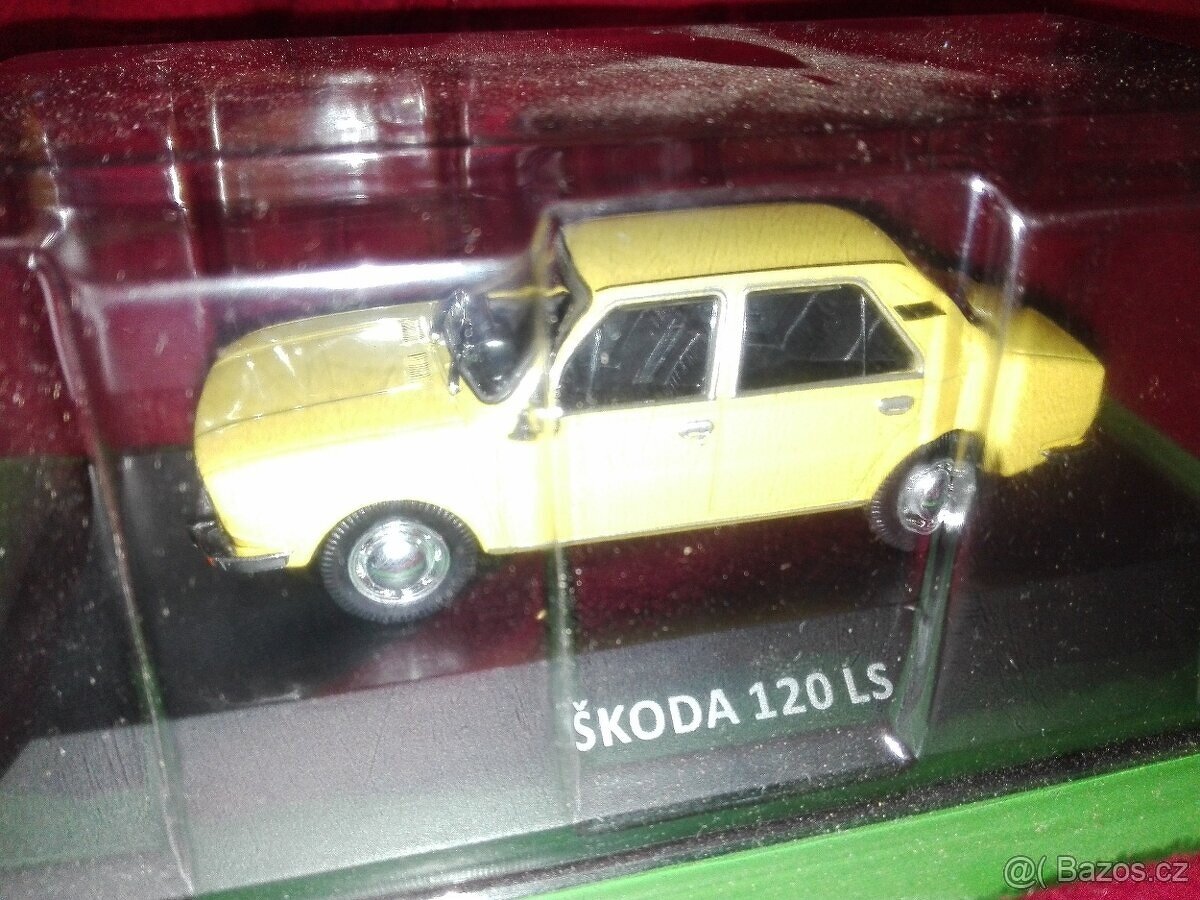 ŠKODA 120 LS
@( Bazos.cz